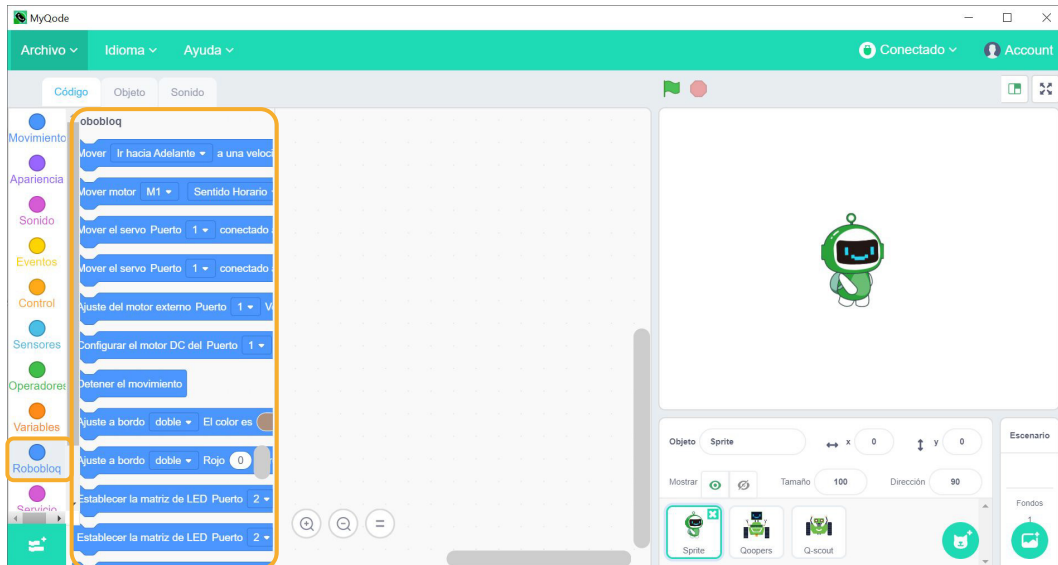 MyQode
Archivo Idioma Ayuda Conectado Account
Código Objeto Sonido
Movimiento
Apariencia
Sonido
Eventos
Control
Sensores
Operadores
Variables
Robobloq
Servicio
obobloq
Mover Ir hacia Adelante a una veloci
Mover motor M1 Sentido Horario
Mover el servo Puerto 1 conectado a
Mover el servo Puerto 1 conectado a
Ajuste del motor externo Puerto 1 Ve
Configurar el motor DC del Puerto 1
Detener el movimiento
Ajuste a bordo doble El color es
Ajuste a bordo doble Rojo 0
Establecer la matriz de LED Puerto 2
Establecer la matriz de LED Puerto 2
Objeto Sprite x 0 y 0
Mostrar Tamaño 100 Dirección 90
Sprite Qoopers Q-scout
Escenario
Fondos
1